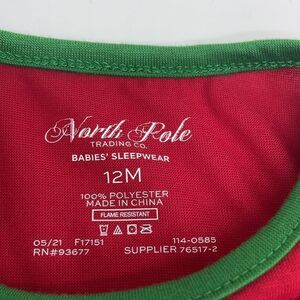 North Pole
TRADING CO.
BABIES' SLEEPWEAR
12M
100% POLYESTER
MADE IN CHINA
FLAME RESISTANT
05/21 F17151 114-0585
RN#93677 SUPPLIER 76517-2